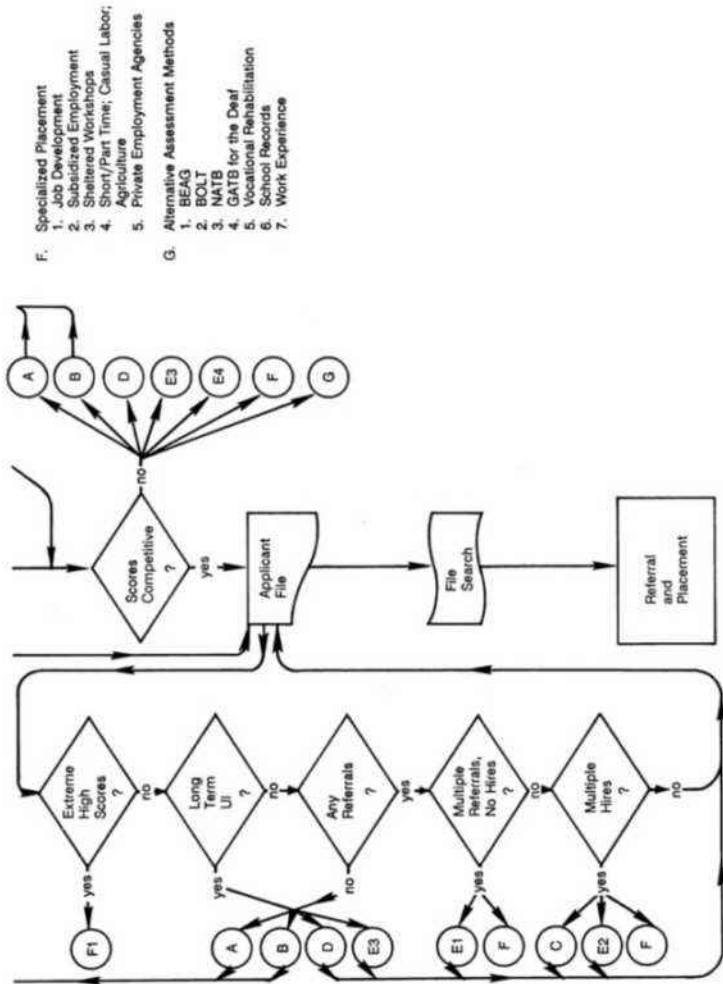 F. Specialized Placement
1. Job Development
2. Subsidized Employment
3. Sheltered Workshops
4. Short/Part Time; Casual Labor;
Agriculture
5. Private Employment Agencies
G. Alternative Assessment Methods
1. BEAG
2. BOLT
3. NATB
4. GATB for the Deaf
5. Vocational Rehabilitation
6. School Records
7. Work Experience
A
B
D
E3
E4
F
G
no
Scores
Competitive
?
yes
Applicant
File
File
Search
Referral
and
Placement
Extreme
High
Scores
?
no
yes
F1
Long
Term
UI
?
no
yes
Any
Referrals
?
yes
no
A
B
D
E3
Multiple
Referrals,
No Hires
?
no
yes
E1
F
Multiple
Hires
?
no
yes
C
E2
F